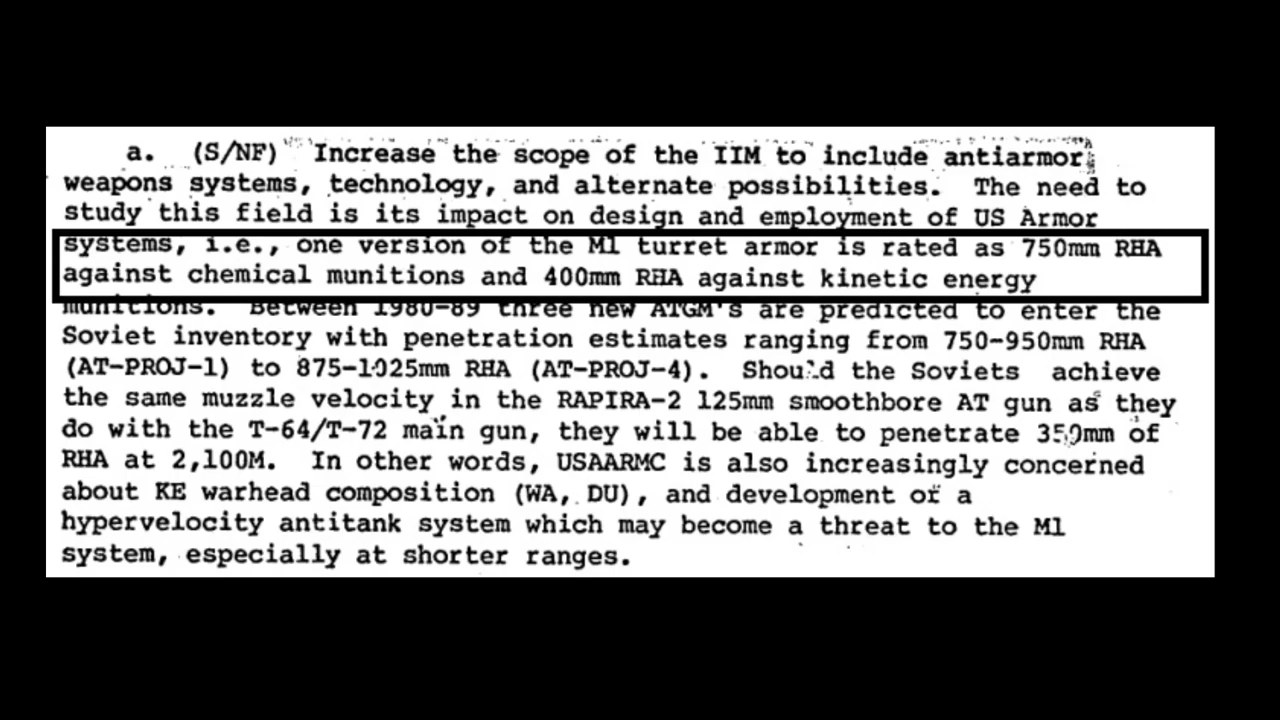 a. (S/NF) Increase the scope of the IIM to include antiarmor
weapons systems, technology, and alternate possibilities. The need to
study this field is its impact on design and employment of US Armor
systems, i.e., one version of the M1 turret armor is rated as 750mm RHA
against chemical munitions and 400mm RHA against kinetic energy
munitions. Between 1980-89 three new ATGM's are predicted to enter the
Soviet inventory with penetration estimates ranging from 750-950mm RHA
(AT-PROJ-1) to 875-1025mm RHA (AT-PROJ-4). Should the Soviets achieve
the same muzzle velocity in the RAPIRA-2 125mm smoothbore AT gun as they
do with the T-64/T-72 main gun, they will be able to penetrate 350mm of
RHA at 2,100M. In other words, USAARMC is also increasingly concerned
about KE warhead composition (WA, DU), and development of a
hypervelocity antitank system which may become a threat to the M1
system, especially at shorter ranges.